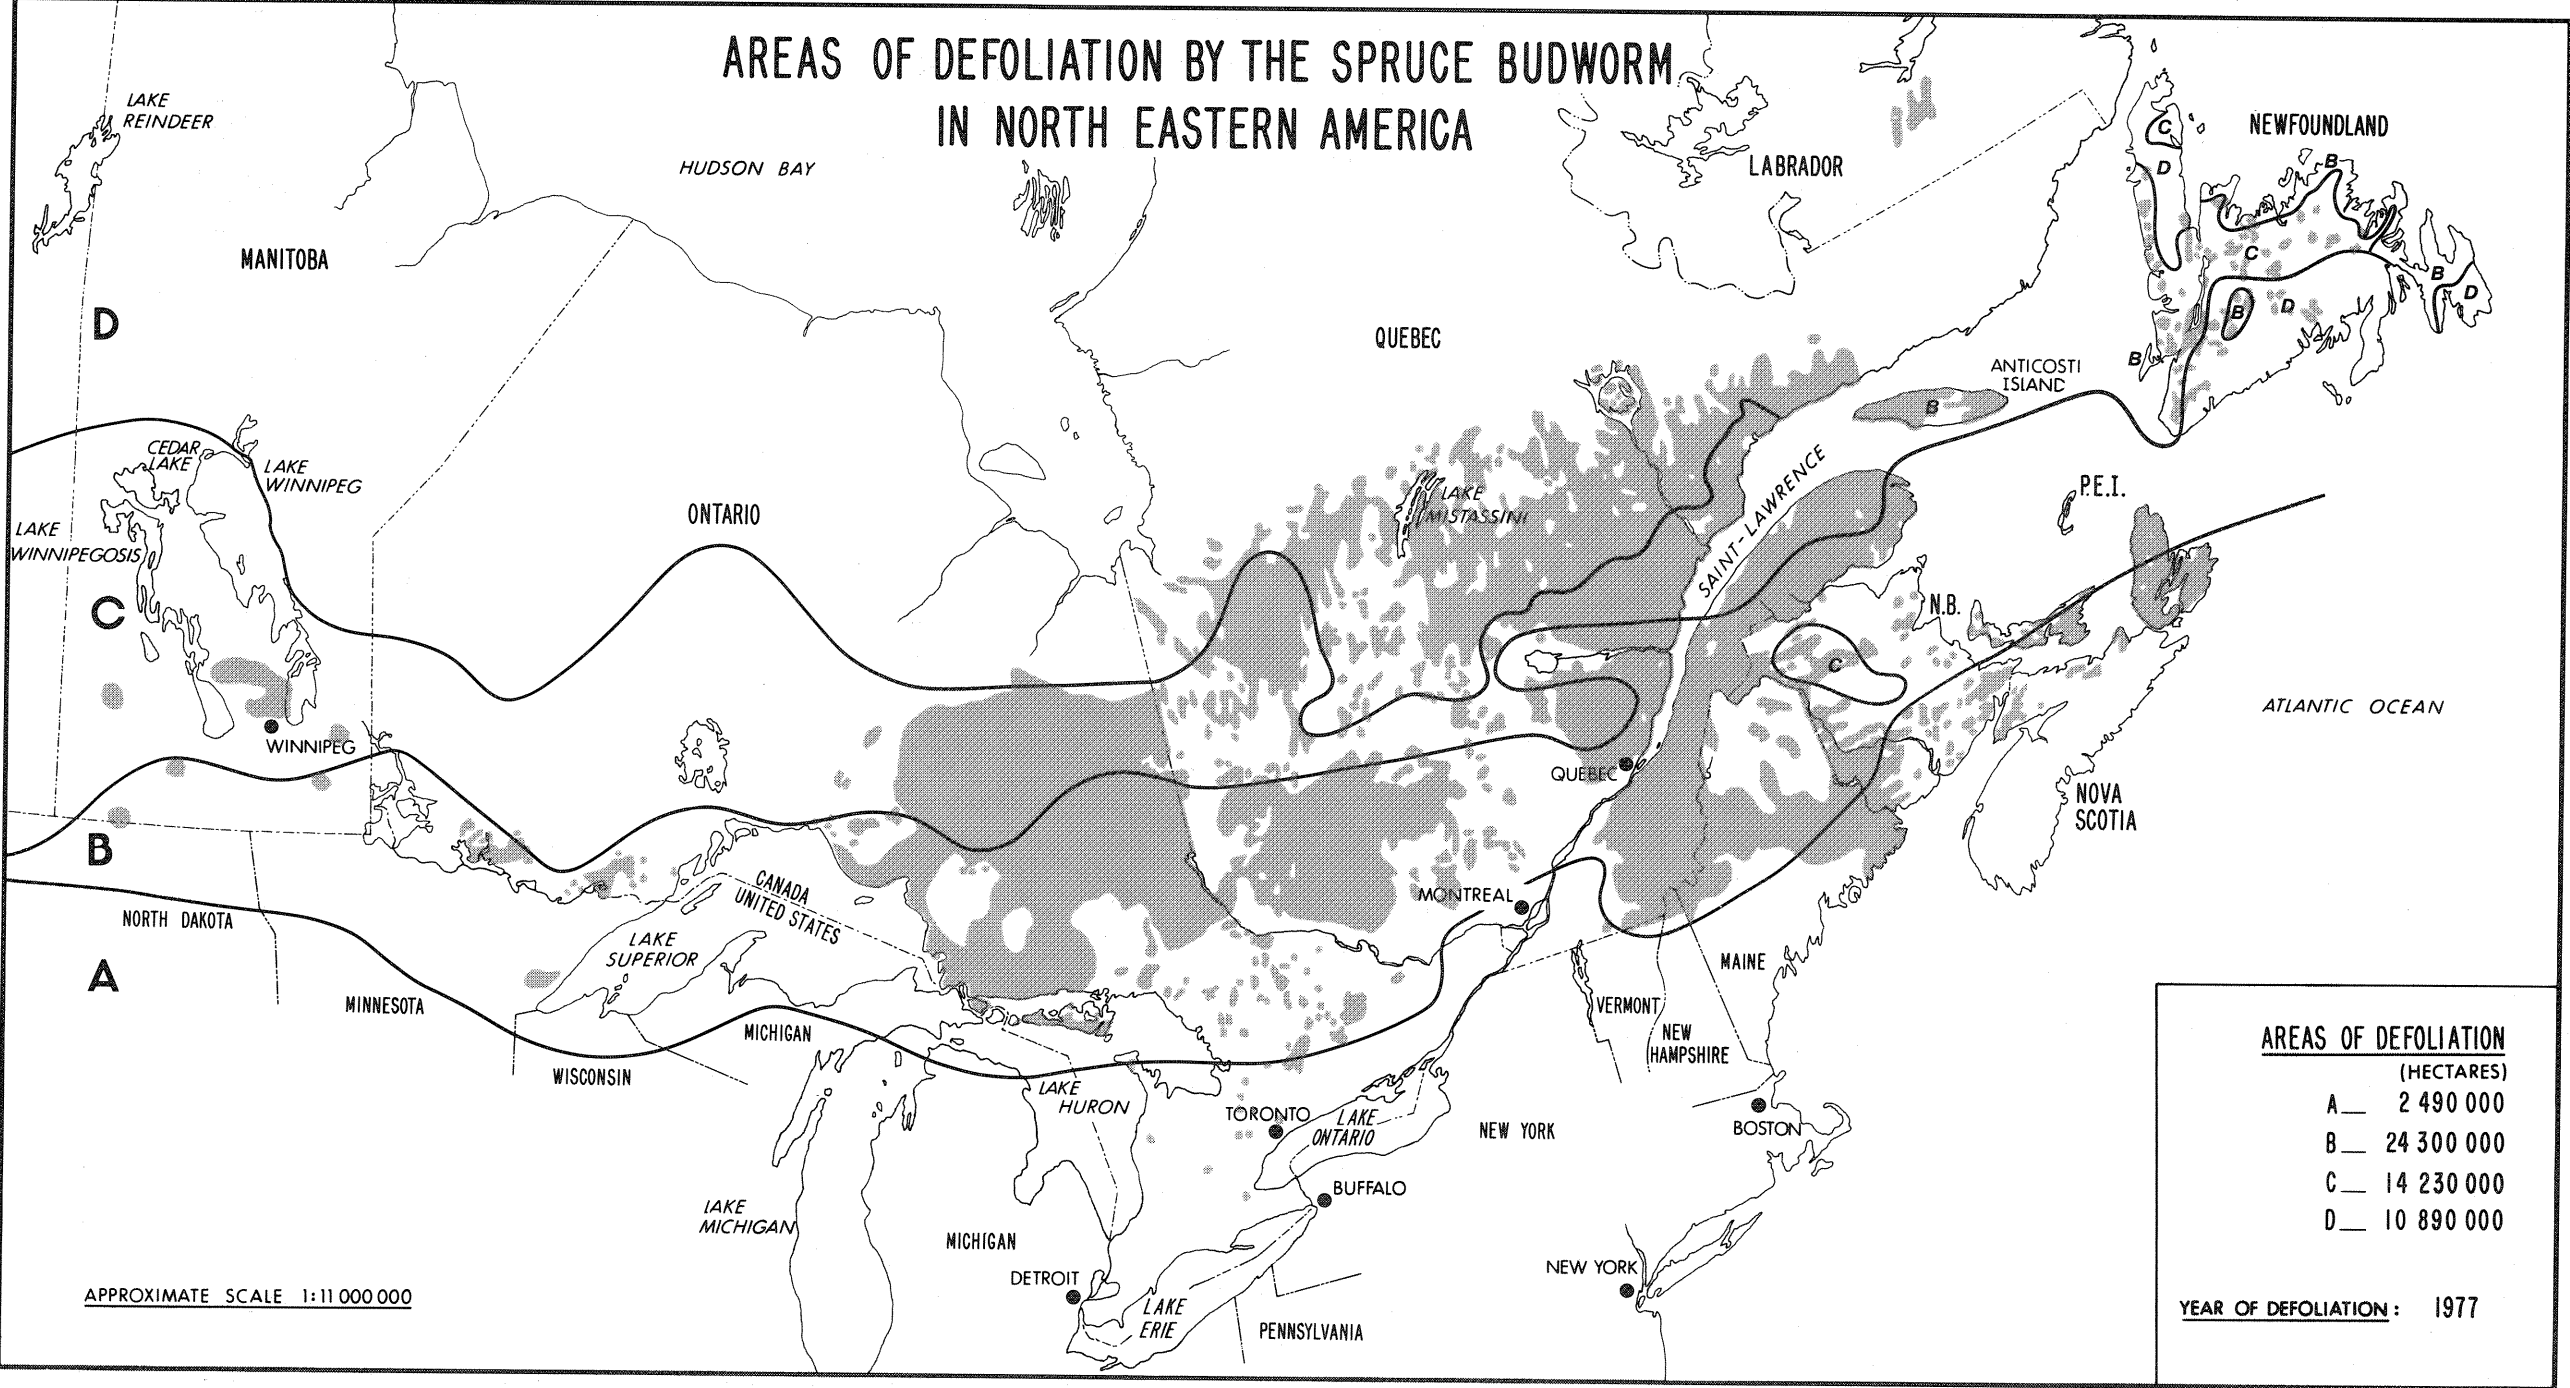 AREAS OF DEFOLIATION BY THE SPRUCE BUDWORM
IN NORTH EASTERN AMERICA
LAKE
REINDEER
HUDSON BAY
LABRADOR
NEWFOUNDLAND
C
D
B
C
B
D
B
D
B
MANITOBA
D
QUEBEC
ANTICOSTI
ISLAND
B
CEDAR
LAKE
LAKE
WINNIPEG
LAKE
WINNIPEGOSIS
ONTARIO
LAKE
MISTASSINI
SAINT-LAWRENCE
P.E.I.
N.B.
C
C
WINNIPEG
ATLANTIC OCEAN
QUEBEC
NOVA
SCOTIA
B
CANADA
UNITED STATES
MONTREAL
NORTH DAKOTA
LAKE
SUPERIOR
A
MAINE
MINNESOTA
VERMONT
NEW
HAMPSHIRE
MICHIGAN
WISCONSIN
LAKE
HURON
TORONTO
LAKE
ONTARIO
NEW YORK
BOSTON
BUFFALO
LAKE
MICHIGAN
MICHIGAN
DETROIT
NEW YORK
LAKE
ERIE
PENNSYLVANIA
APPROXIMATE SCALE 1:11 000 000
AREAS OF DEFOLIATION
(HECTARES)
A__ 2 490 000
B__ 24 300 000
C__ 14 230 000
D__ 10 890 000
YEAR OF DEFOLIATION: 1977